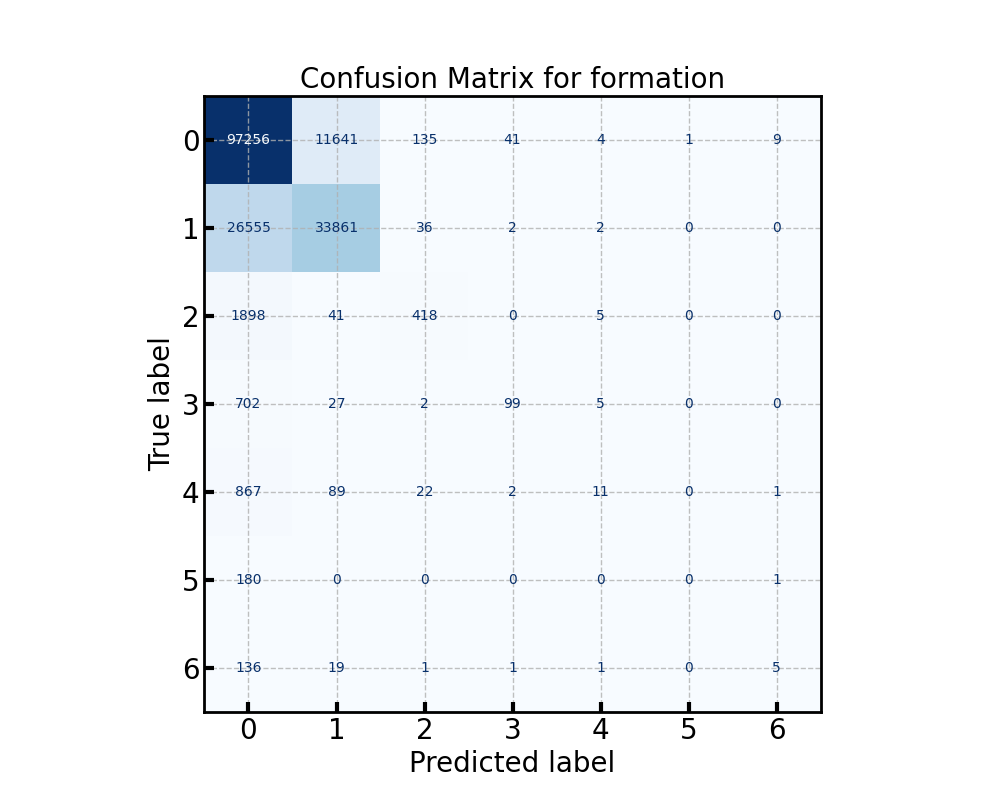 Confusion Matrix for formation
0 97256 11641 135 41 4 1 9
1 26555 33861 36 2 2 0 0
2 1898 41 418 0 5 0 0
3 702 27 2 99 5 0 0
4 867 89 22 2 11 0 1
5 180 0 0 0 0 0 1
6 136 19 1 1 1 0 5
0 1 2 3 4 5 6
True label
Predicted label